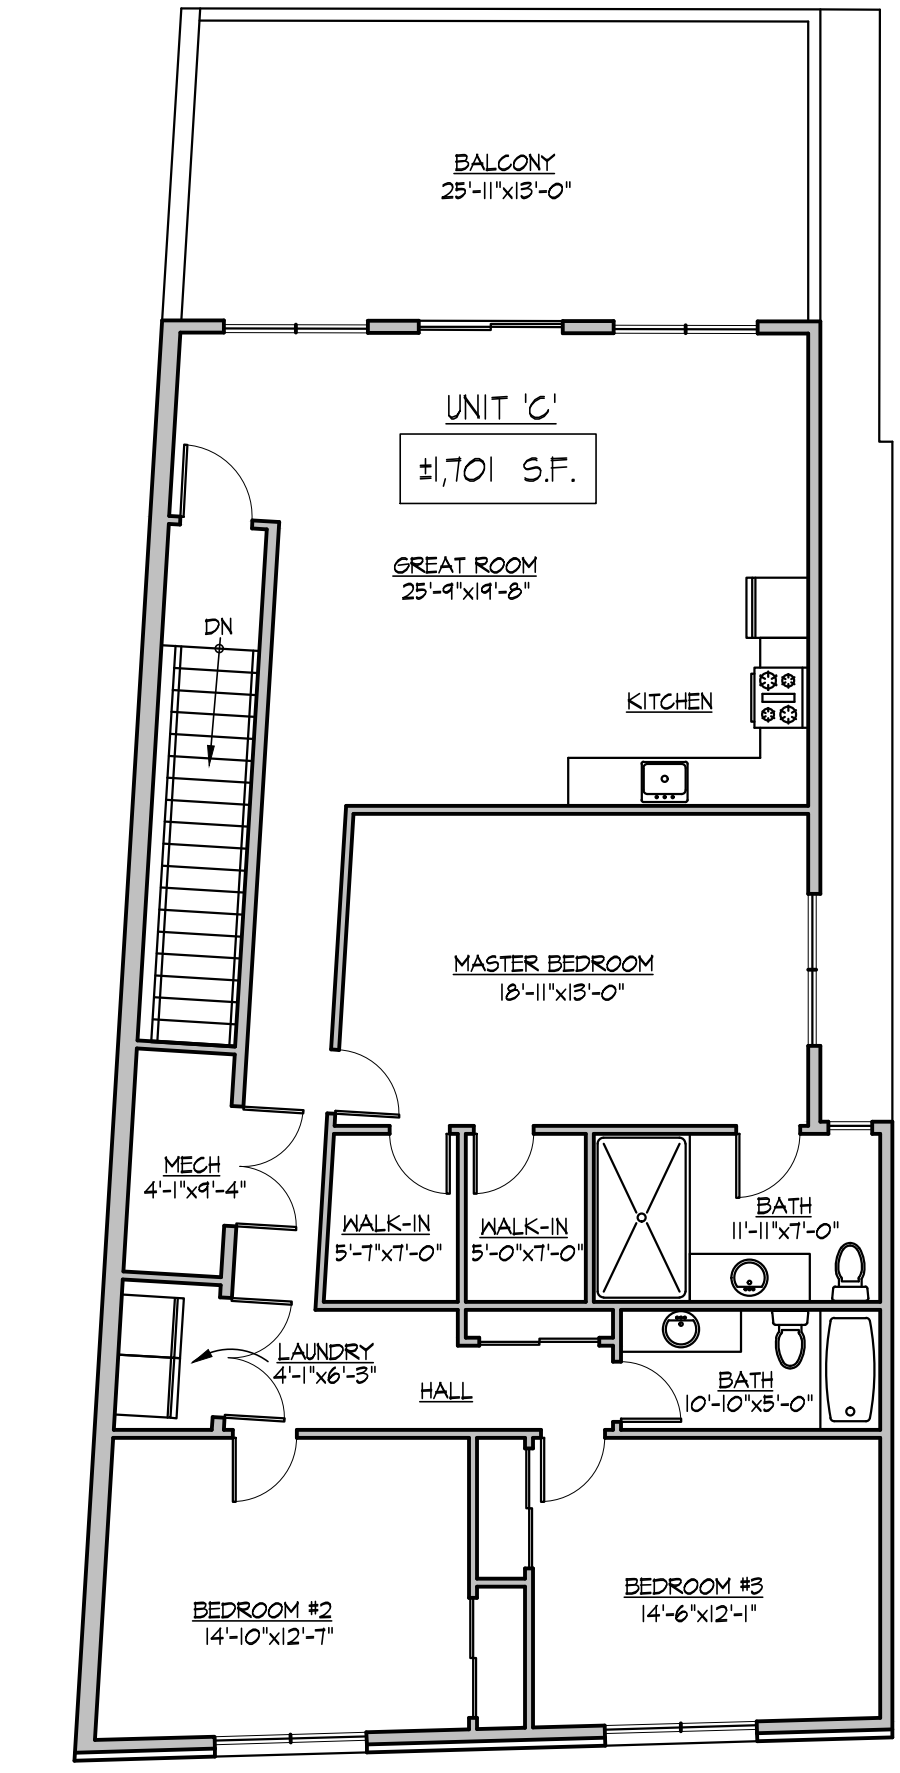 BALCONY
25'-11"x13'-0"
UNIT 'C'
±1,701 S.F.
GREAT ROOM
25'-9"x19'-8"
DN
KITCHEN
MASTER BEDROOM
18'-11"x13'-0"
MECH
4'-1"x9'-4"
WALK-IN
5'-7"x7'-0"
WALK-IN
5'-0"x7'-0"
BATH
11'-11"x7'-0"
LAUNDRY
4'-1"x6'-3"
HALL
BATH
10'-10"x5'-0"
BEDROOM #2
14'-10"x12'-7"
BEDROOM #3
14'-6"x12'-1"